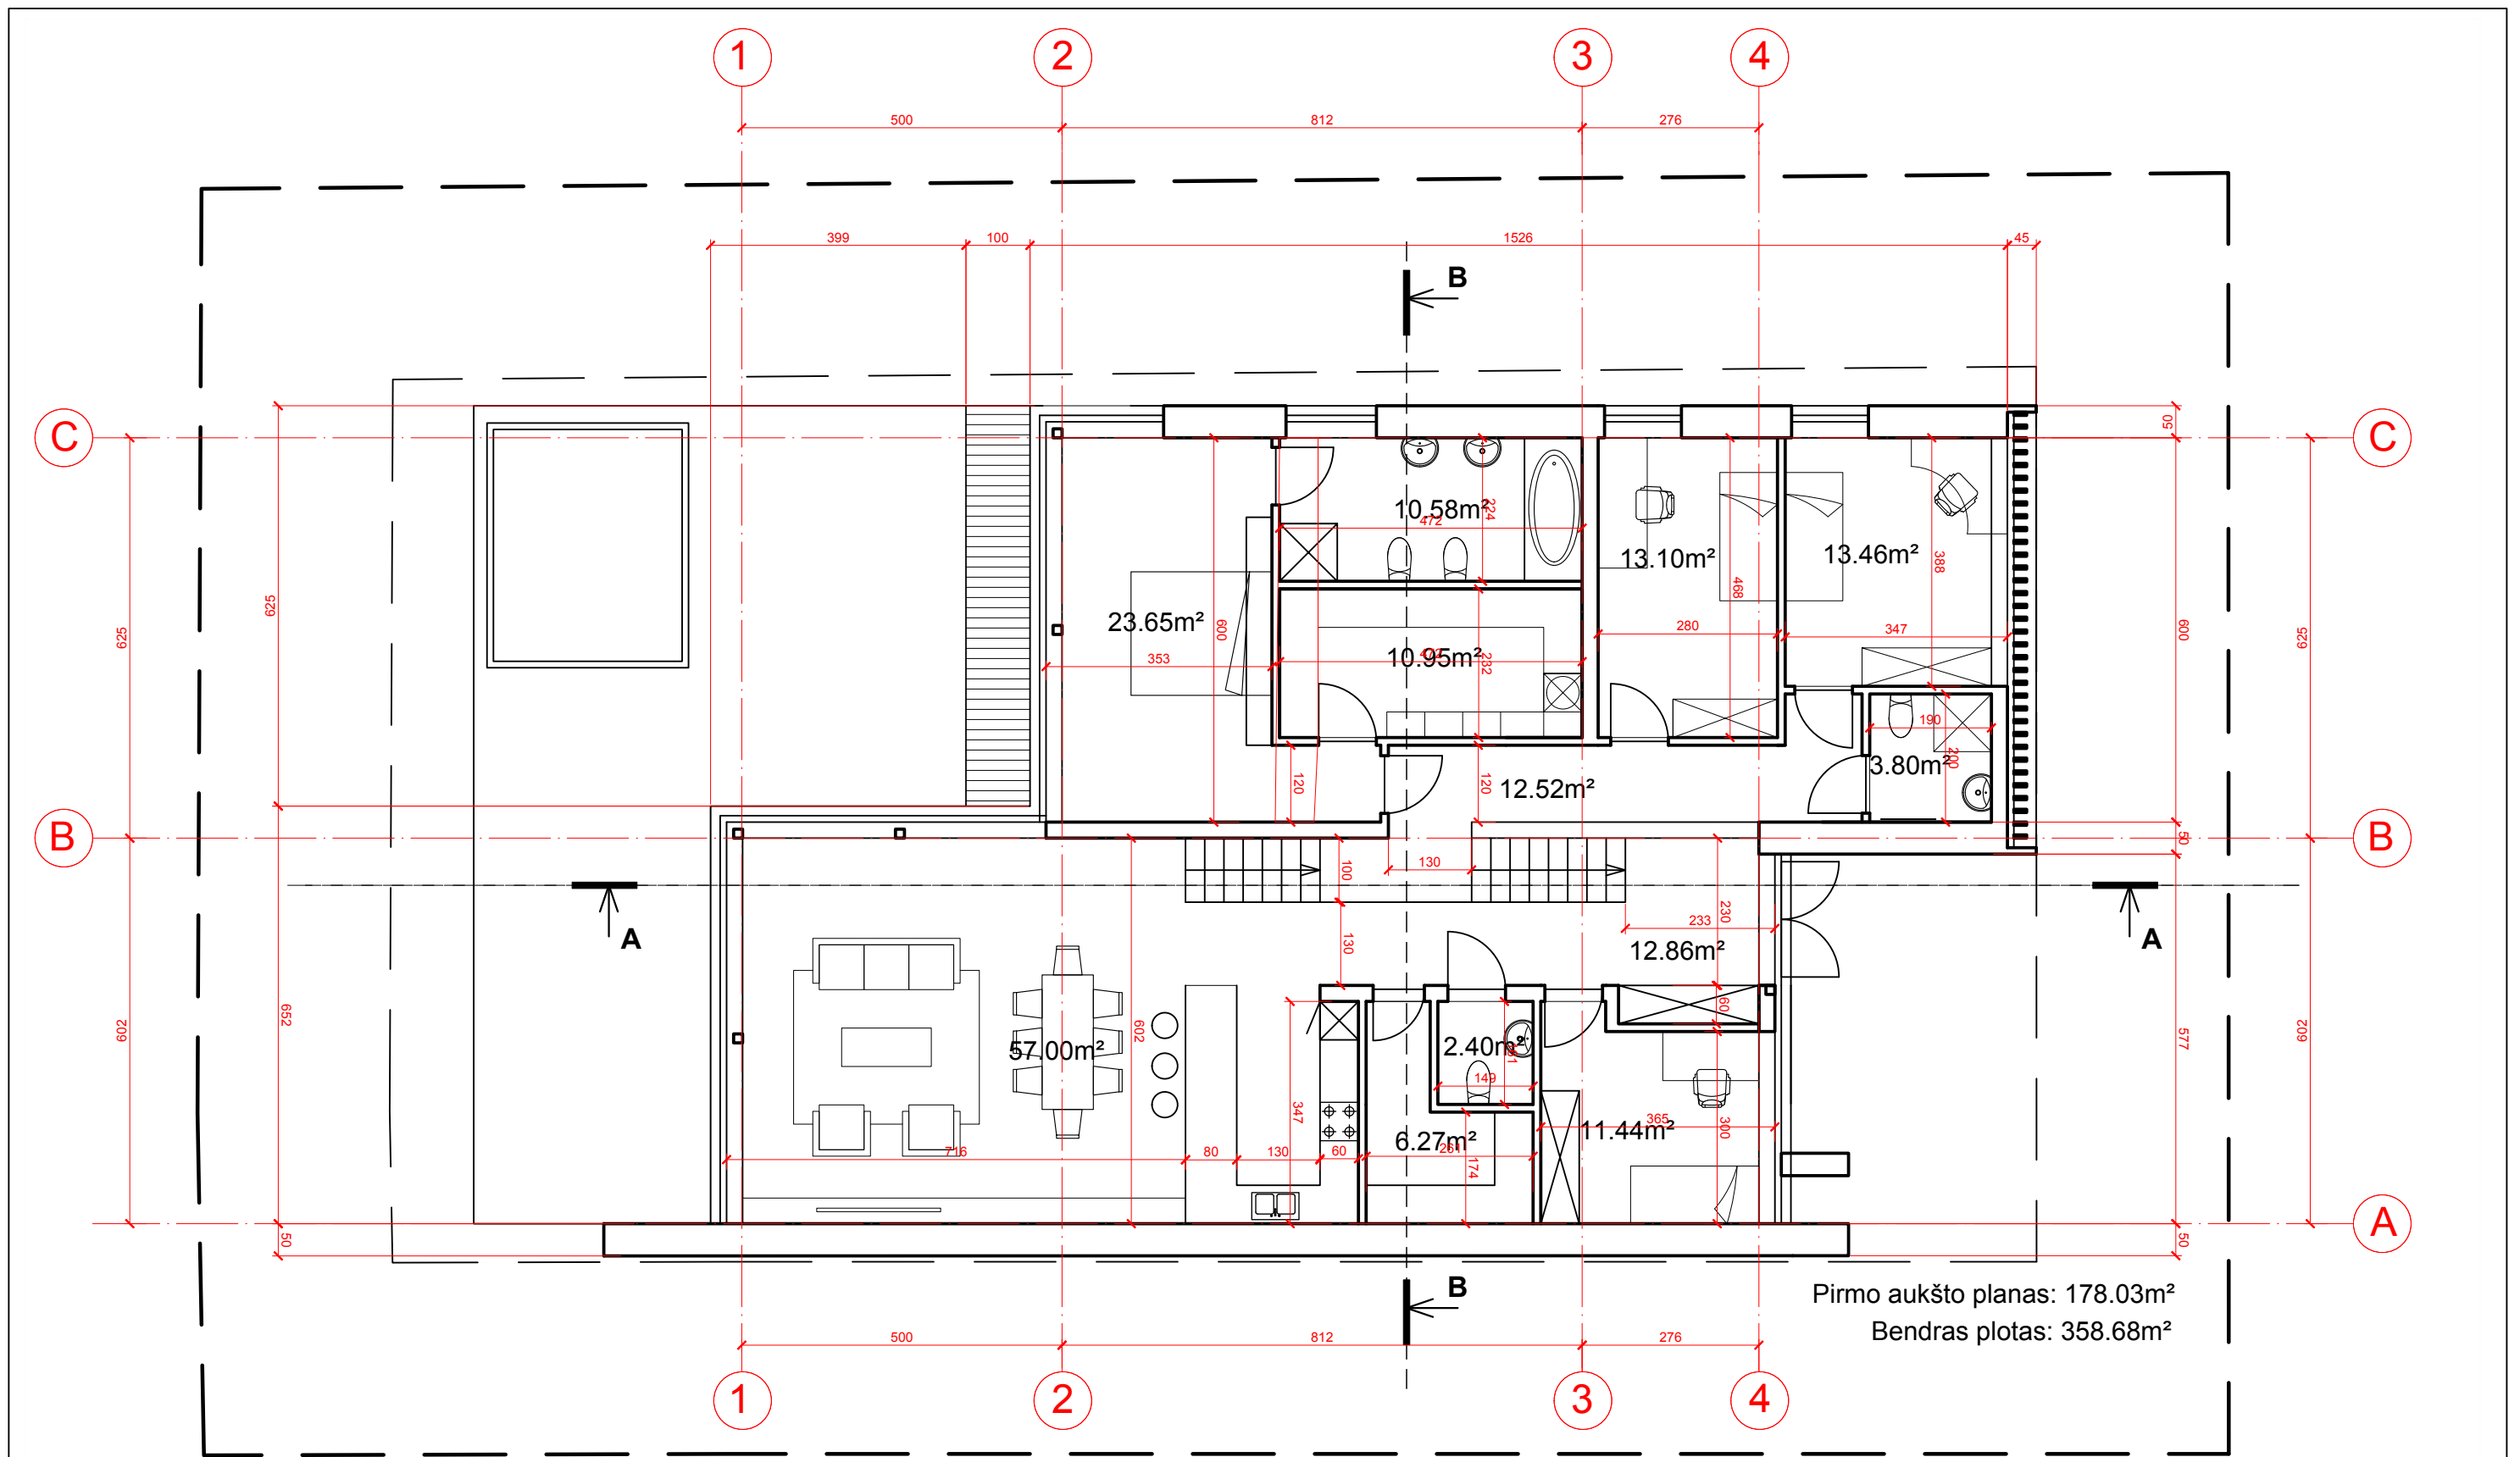 1 2 3 4
500 812 276
399 100 1526 45
B
C C
50
10.58m²
224
472
13.10m²
13.46m²
388
468
625 625 23.65m² 600 280 347 600 625
353 10.95m² 232
190
200
3.80m²
120 120 12.52m²
B B
50
100 130
A A
130 233 230
12.86m²
60
602 652 57.00m² 602 2.40m² 577 602
149
347 365 300
11.44m²
6.27m²
716 80 130 60 261 174
A
50 50
B
Pirmo aukšto planas: 178.03m²
Bendras plotas: 358.68m²
500 812 276
1 2 3 4